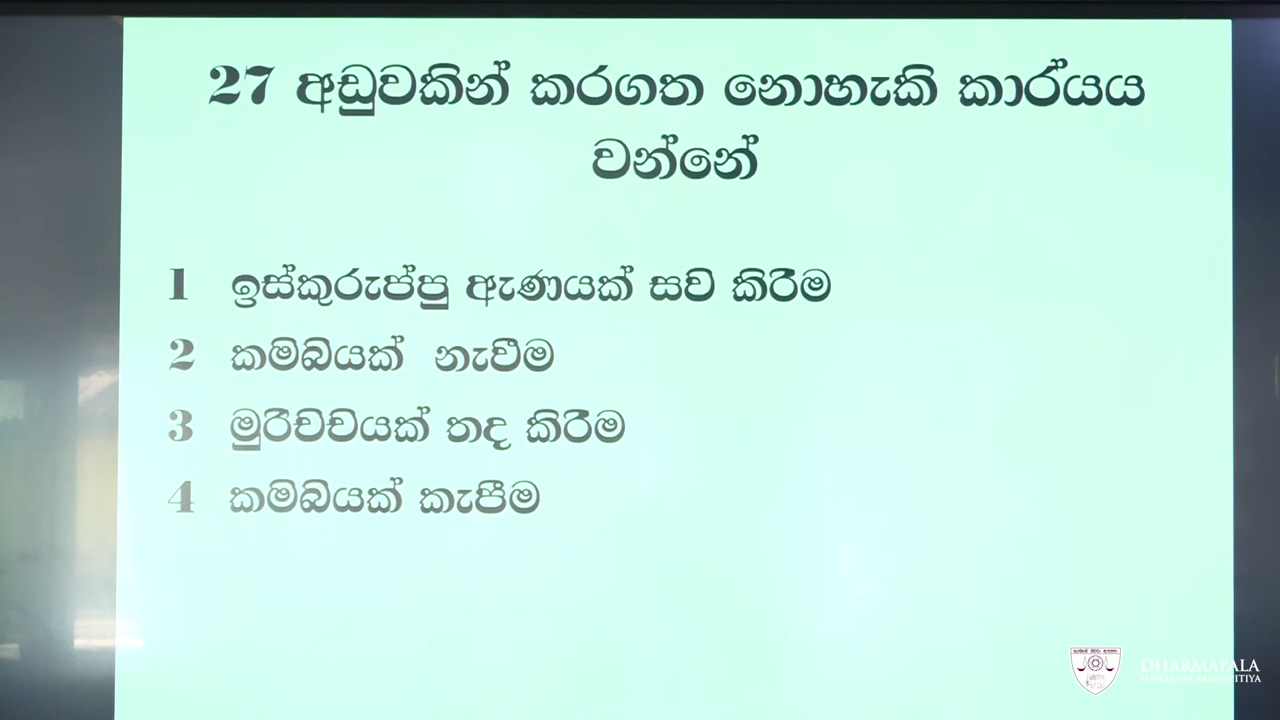 27 අඩුවකින් කරගත නොහැකි කාර්යය
වන්නේ
1 ඉස්කුරුප්පු ඇණයක් සවි කිරීම
2 කම්බියක් නැවීම
3 මුරිච්චියක් තද කිරීම
4 කම්බියක් කැපීම
DHARMAPALA